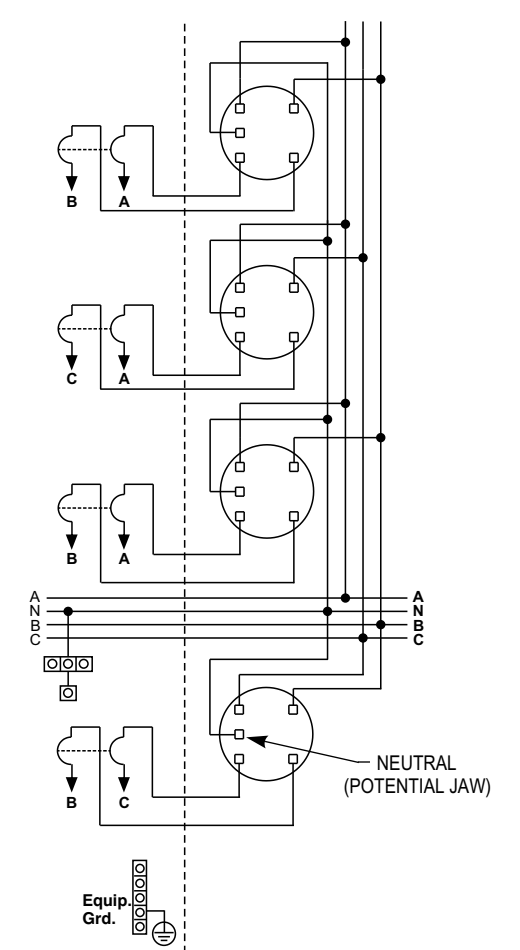 B A
C A
B A
A A
N N
B B
C C
NEUTRAL
(POTENTIAL JAW)
B C
Equip.
Grd.